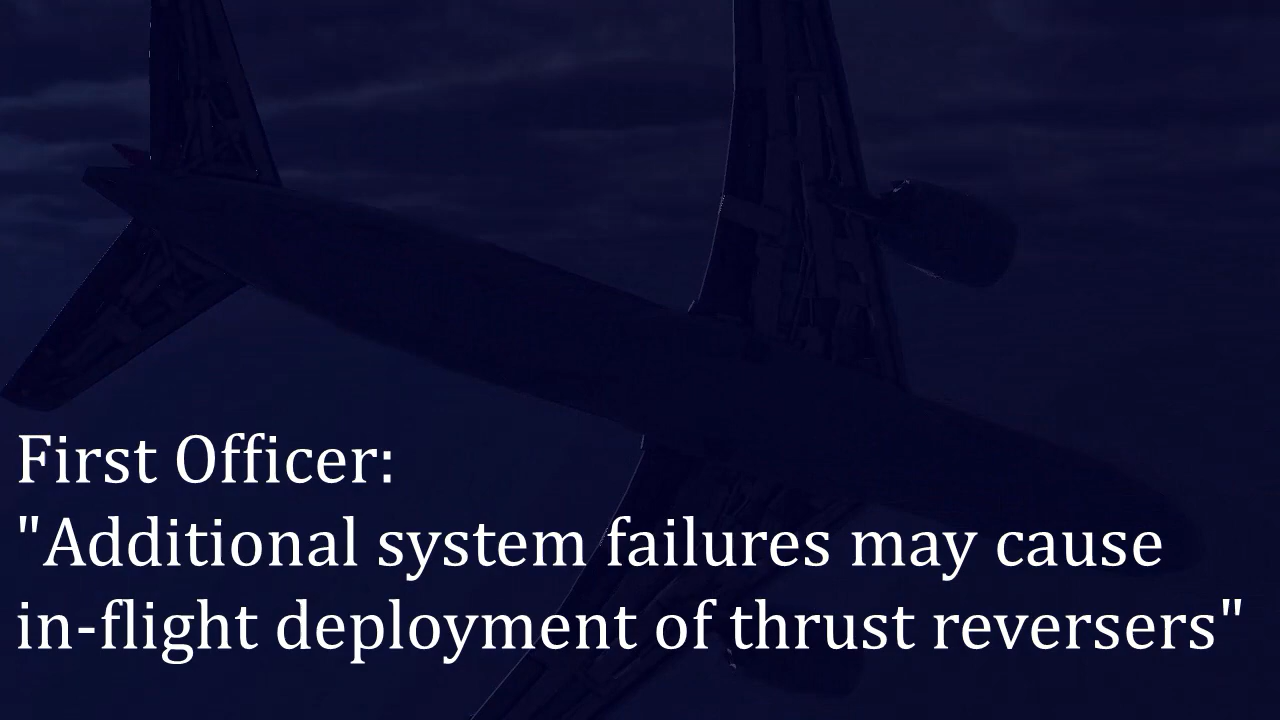 First Officer:
"Additional system failures may cause
in-flight deployment of thrust reversers"